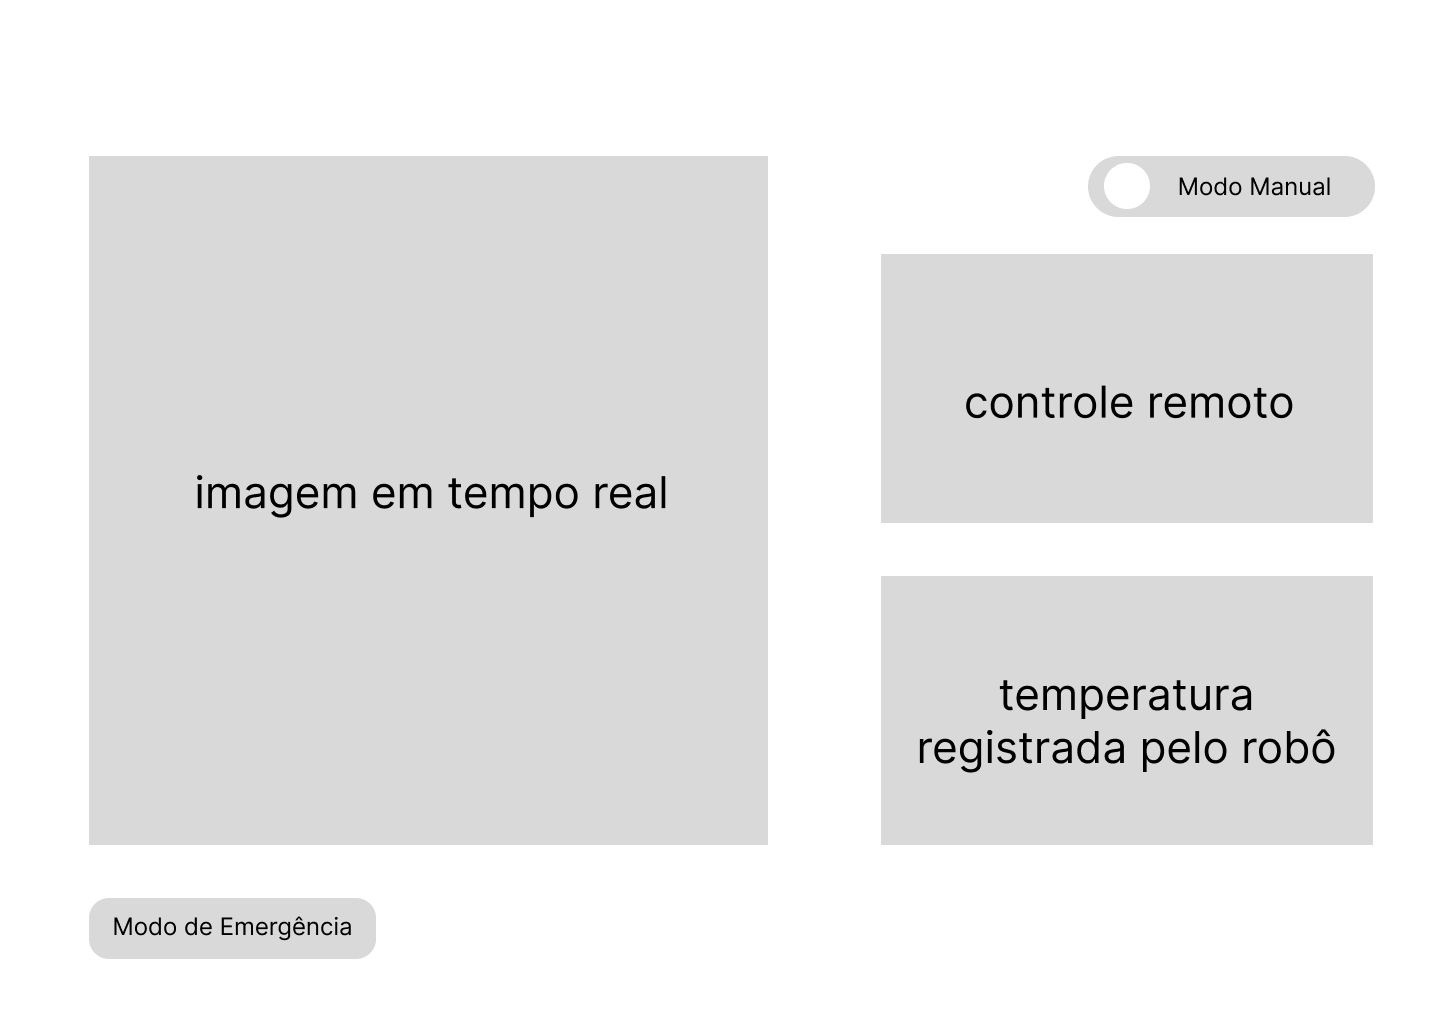 Modo Manual
controle remoto
imagem em tempo real
temperatura
registrada pelo robô
Modo de Emergência